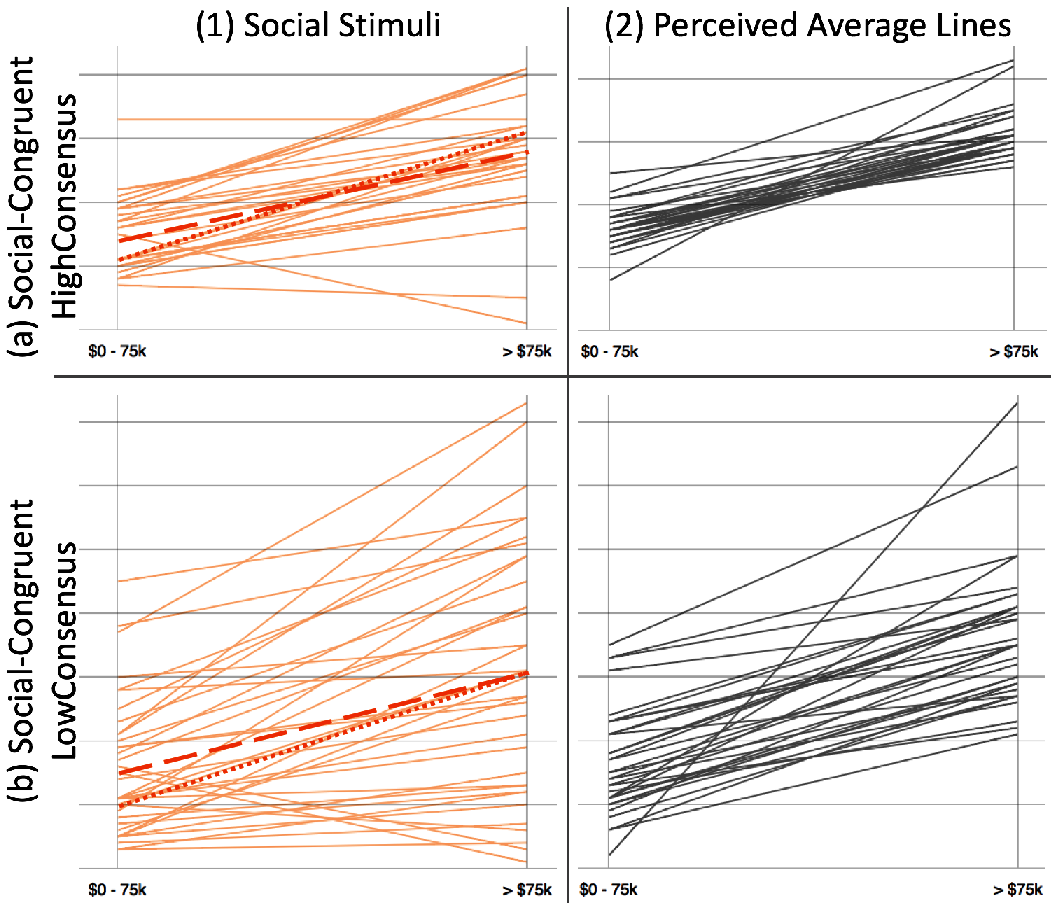 (1) Social Stimuli
(2) Perceived Average Lines
(a) Social-Congruent
HighConsensus
$0 - 75k
> $75k
$0 - 75k
> $75k
(b) Social-Congruent
LowConsensus
$0 - 75k
> $75k
$0 - 75k
> $75k